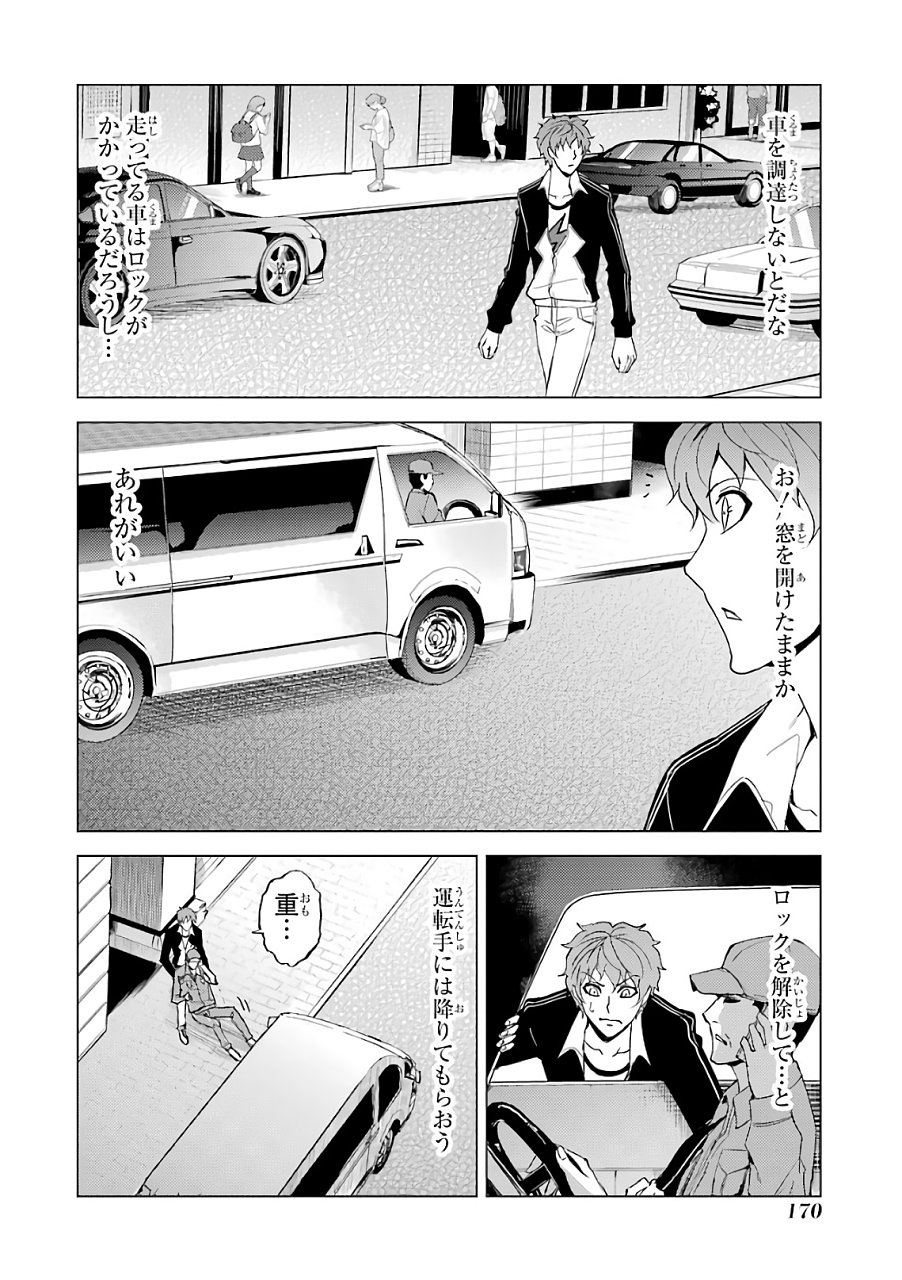 車を調達しないとだな
走ってる車はロックが
かかっているだろうし…
お！窓を開けたままか
あれがいい
ロックを解除して…と
運転手には降りてもらおう
重…
170